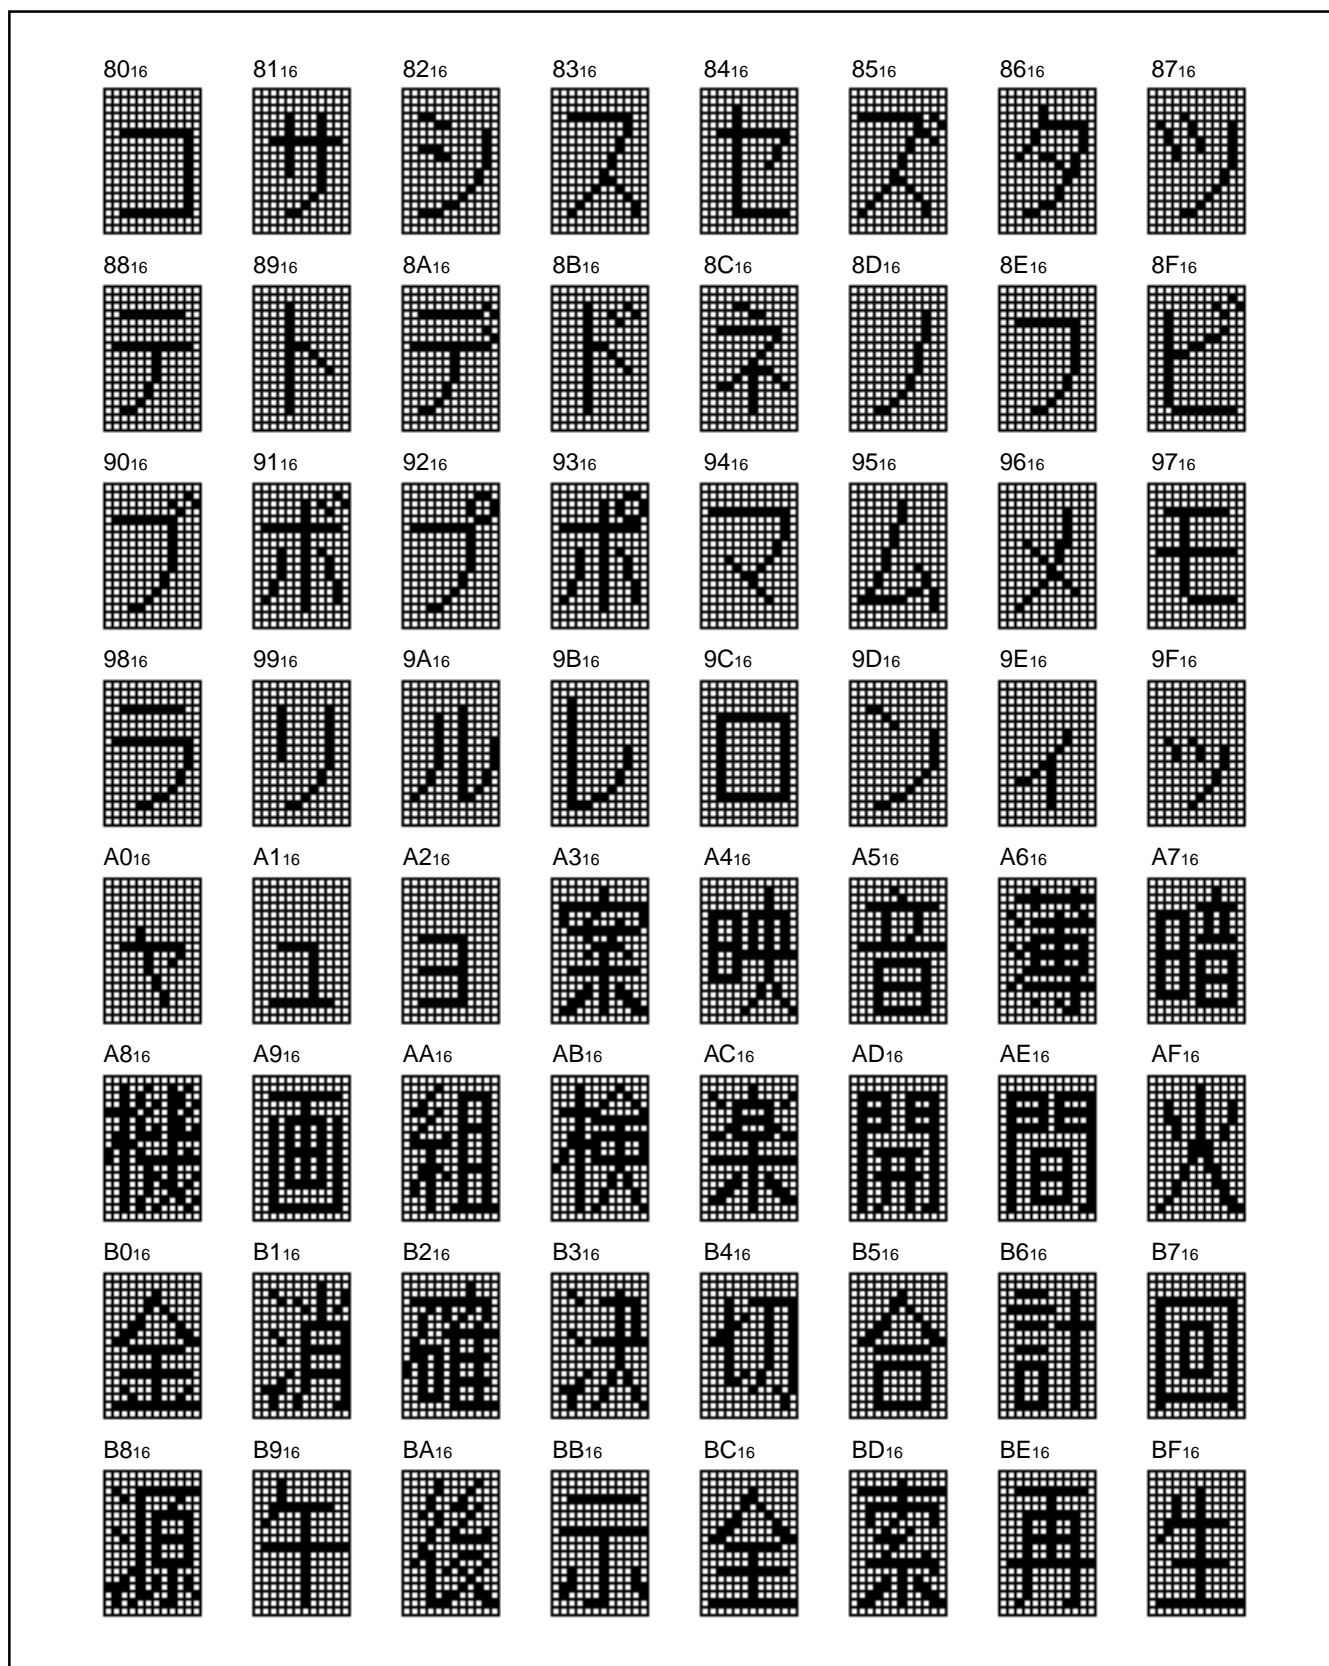 80₁₆ 81₁₆ 82₁₆ 83₁₆ 84₁₆ 85₁₆ 86₁₆ 87₁₆
コ サ シ ス セ ズ タ ツ
88₁₆ 89₁₆ 8A₁₆ 8B₁₆ 8C₁₆ 8D₁₆ 8E₁₆ 8F₁₆
テ ト デ ド ネ ノ フ ビ
90₁₆ 91₁₆ 92₁₆ 93₁₆ 94₁₆ 95₁₆ 96₁₆ 97₁₆
ブ ボ プ ポ マ ム メ モ
98₁₆ 99₁₆ 9A₁₆ 9B₁₆ 9C₁₆ 9D₁₆ 9E₁₆ 9F₁₆
ラ リ ル レ ロ ン ィ ッ
A0₁₆ A1₁₆ A2₁₆ A3₁₆ A4₁₆ A5₁₆ A6₁₆ A7₁₆
ャ ュ ョ 案 映 音 暗
A8₁₆ A9₁₆ AA₁₆ AB₁₆ AC₁₆ AD₁₆ AE₁₆ AF₁₆
機 画 組 検 楽 開 間 火
B0₁₆ B1₁₆ B2₁₆ B3₁₆ B4₁₆ B5₁₆ B6₁₆ B7₁₆
金 消 確 決 切 合 計 回
B8₁₆ B9₁₆ BA₁₆ BB₁₆ BC₁₆ BD₁₆ BE₁₆ BF₁₆
源 午 後 示 全 索 再 生